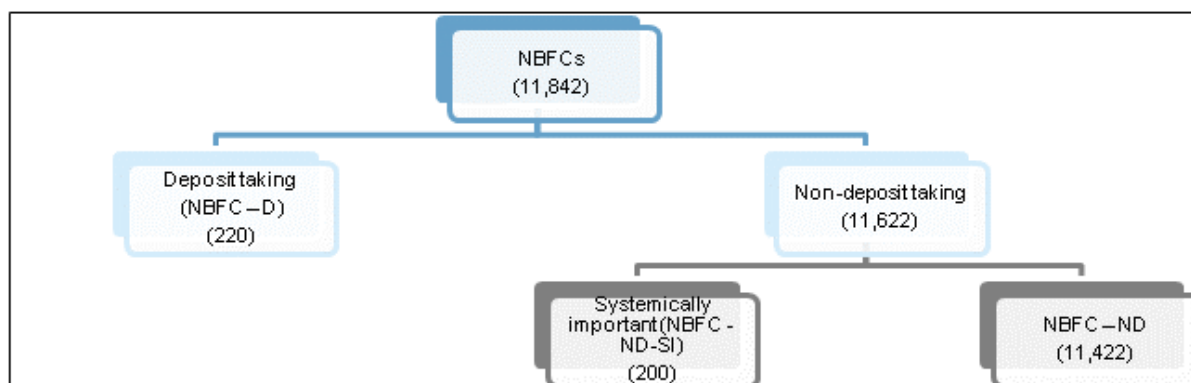 NBFCs
(11,842)
Deposit taking
(NBFC – D)
(220)
Non-deposit taking
(11,622)
Systemically
important(NBFC -
ND-SI)
(200)
NBFC – ND
(11,422)